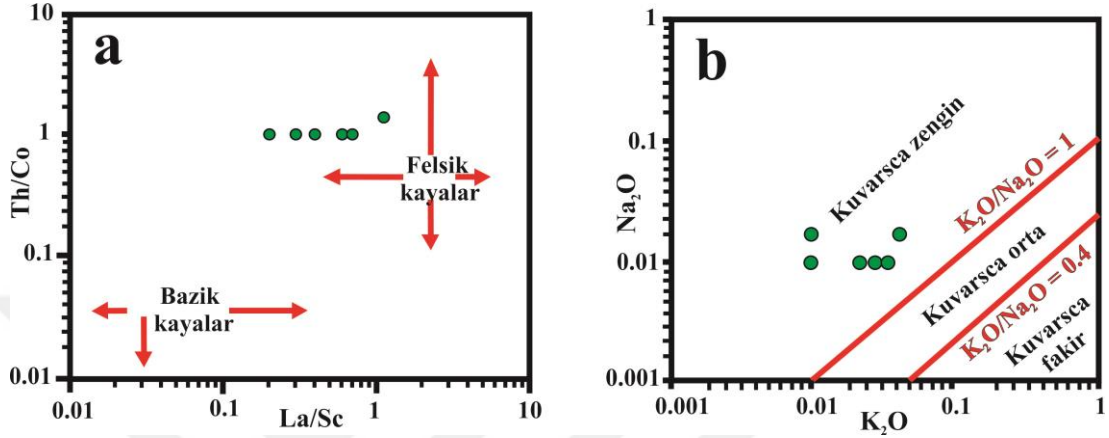 a
10
1
0.1
0.01
Th/Co
Felsik
kayalar
Bazik
kayalar
0.01
0.1
1
10
La/Sc
b
1
0.1
0.01
0.001
Na₂O
Kuvarsca zengin
K₂O/Na₂O = 1
Kuvarsca orta
K₂O/Na₂O = 0.4
Kuvarsca
fakir
0.001
0.01
0.1
1
K₂O